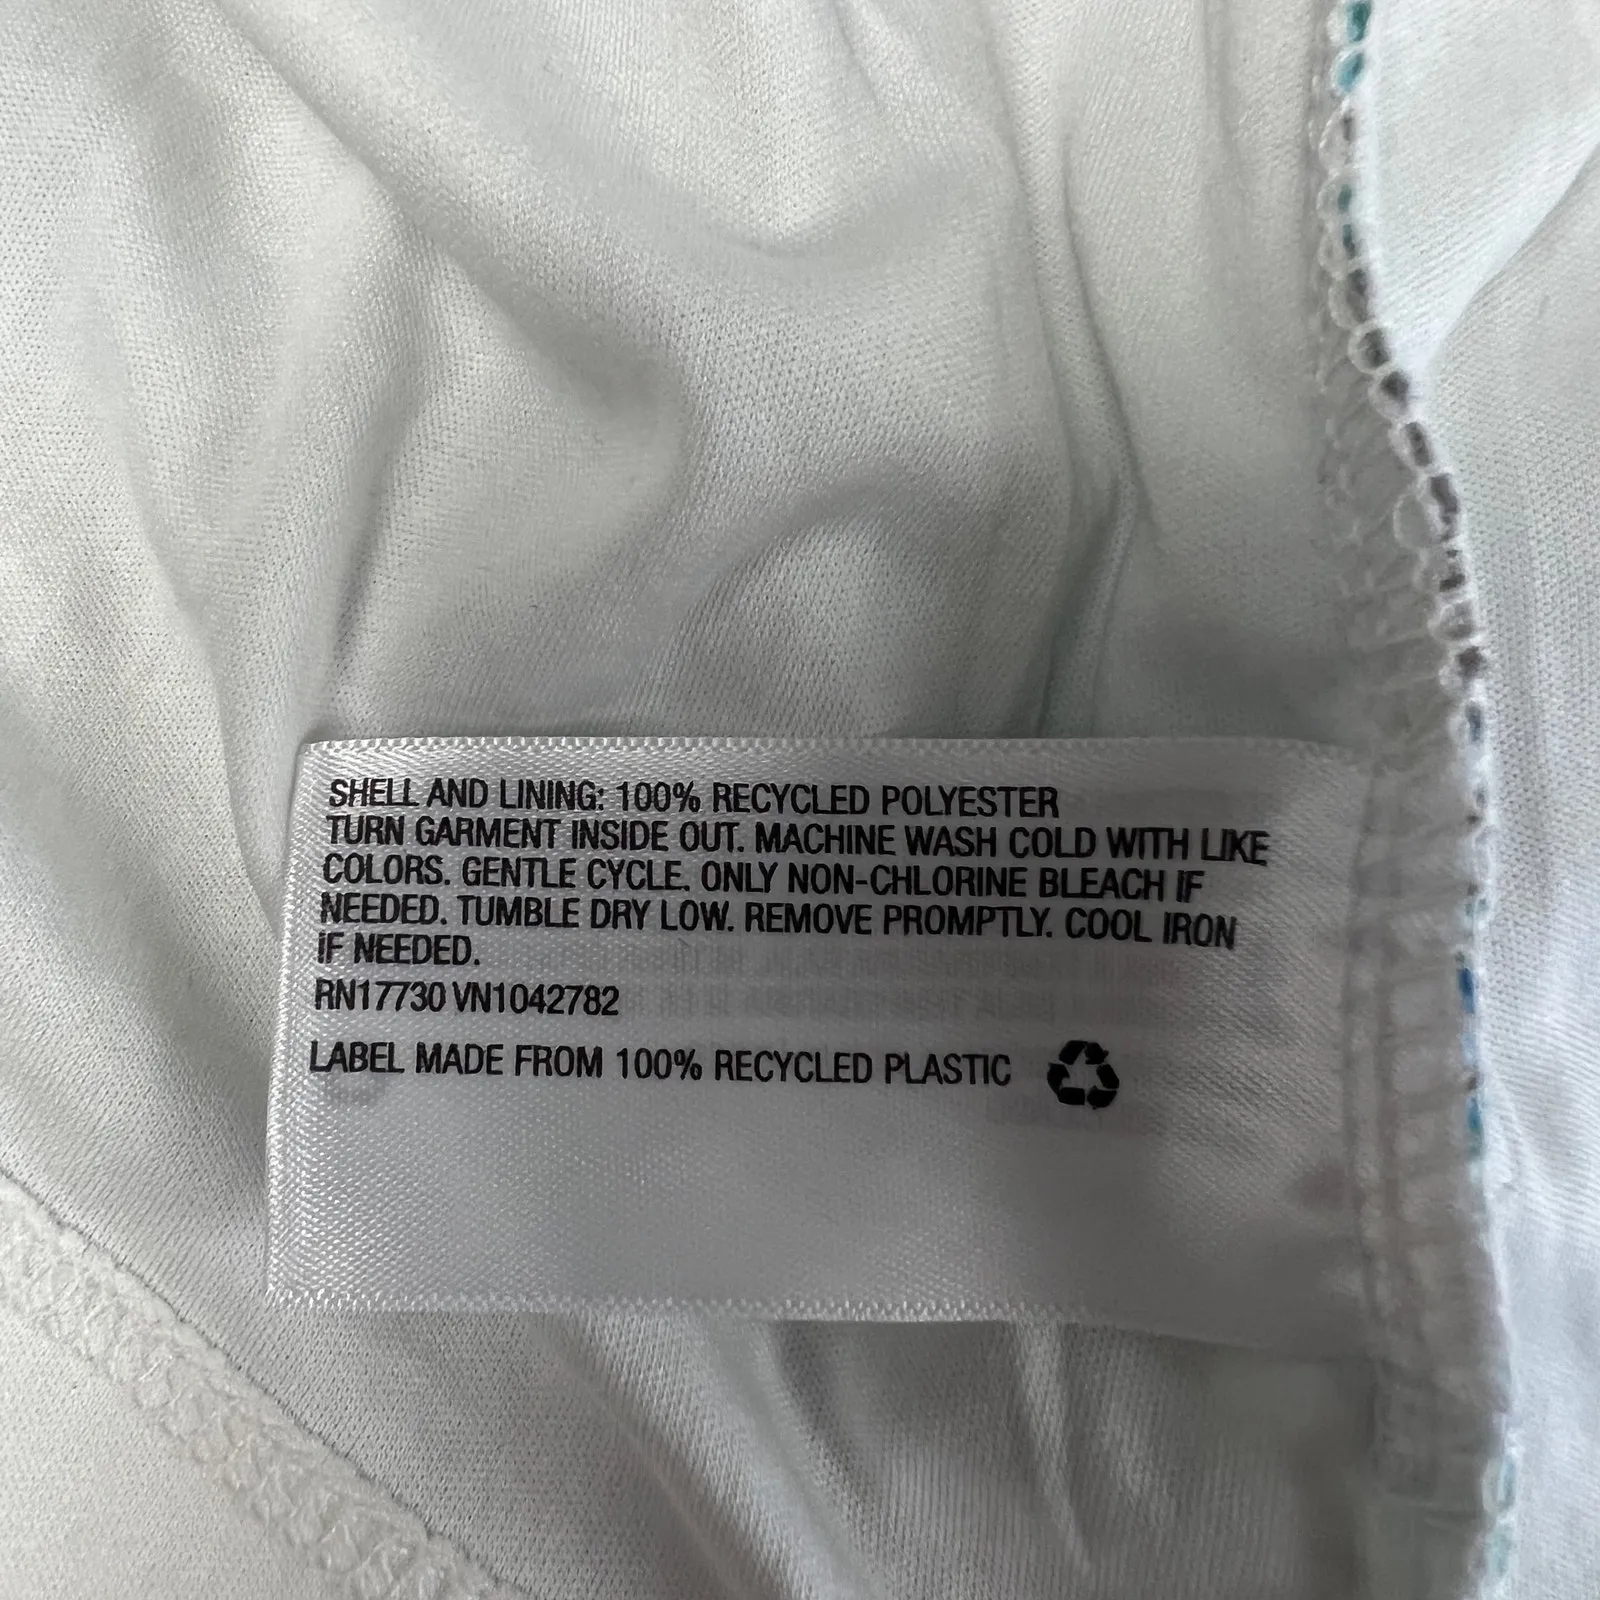 SHELL AND LINING: 100% RECYCLED POLYESTER
TURN GARMENT INSIDE OUT. MACHINE WASH COLD WITH LIKE
COLORS. GENTLE CYCLE. ONLY NON-CHLORINE BLEACH IF
NEEDED. TUMBLE DRY LOW. REMOVE PROMPTLY. COOL IRON
IF NEEDED.
RN17730 VN1042782
LABEL MADE FROM 100% RECYCLED PLASTIC